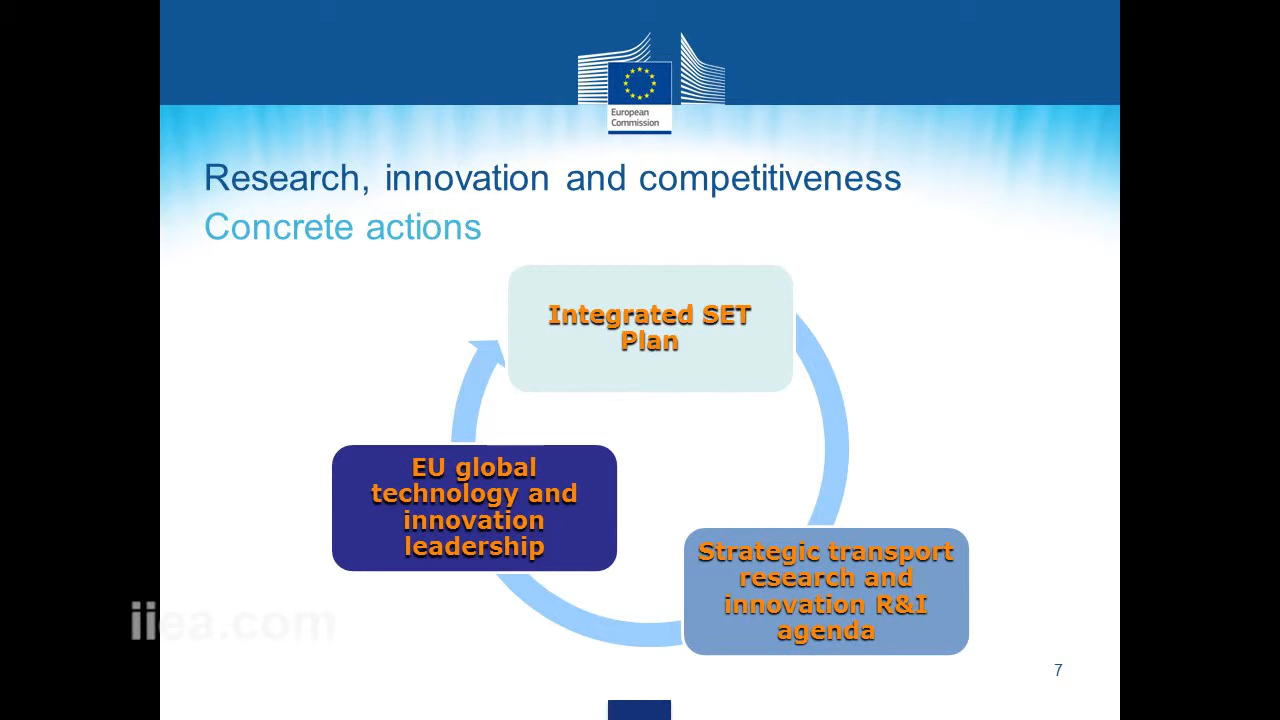 European
Commission
Research, innovation and competitiveness
Concrete actions
Integrated SET
Plan
EU global
technology and
innovation
leadership
Strategic transport
research and
innovation R&I
agenda
iiea.com
7